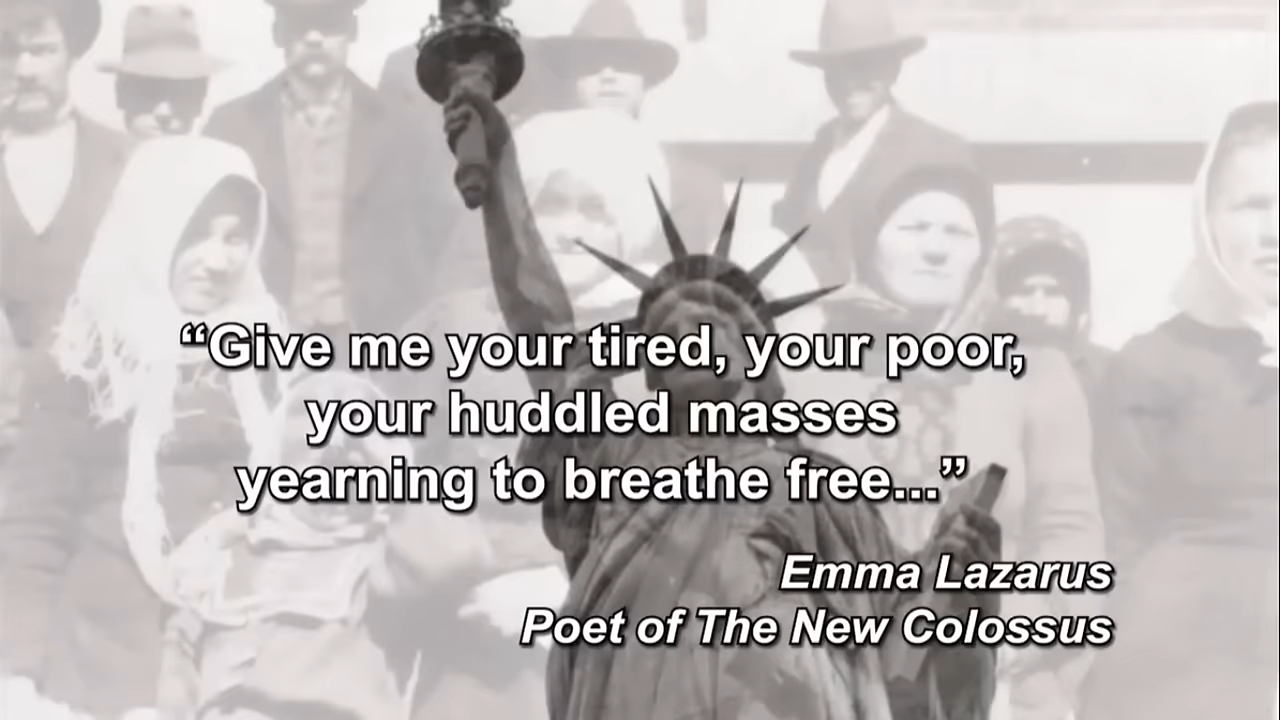 “Give me your tired, your poor,
your huddled masses
yearning to breathe free...”
Emma Lazarus
Poet of The New Colossus